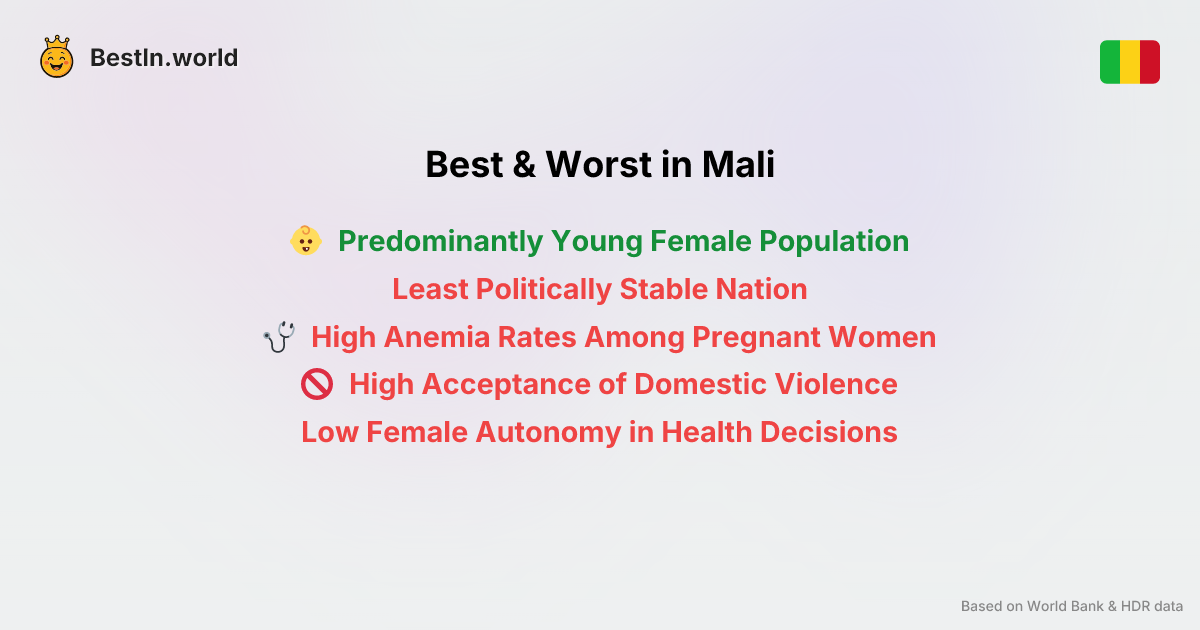 BestIn.world
Best & Worst in Mali
👶 Predominantly Young Female Population
Least Politically Stable Nation
🩺 High Anemia Rates Among Pregnant Women
🚫 High Acceptance of Domestic Violence
Low Female Autonomy in Health Decisions
Based on World Bank & HDR data